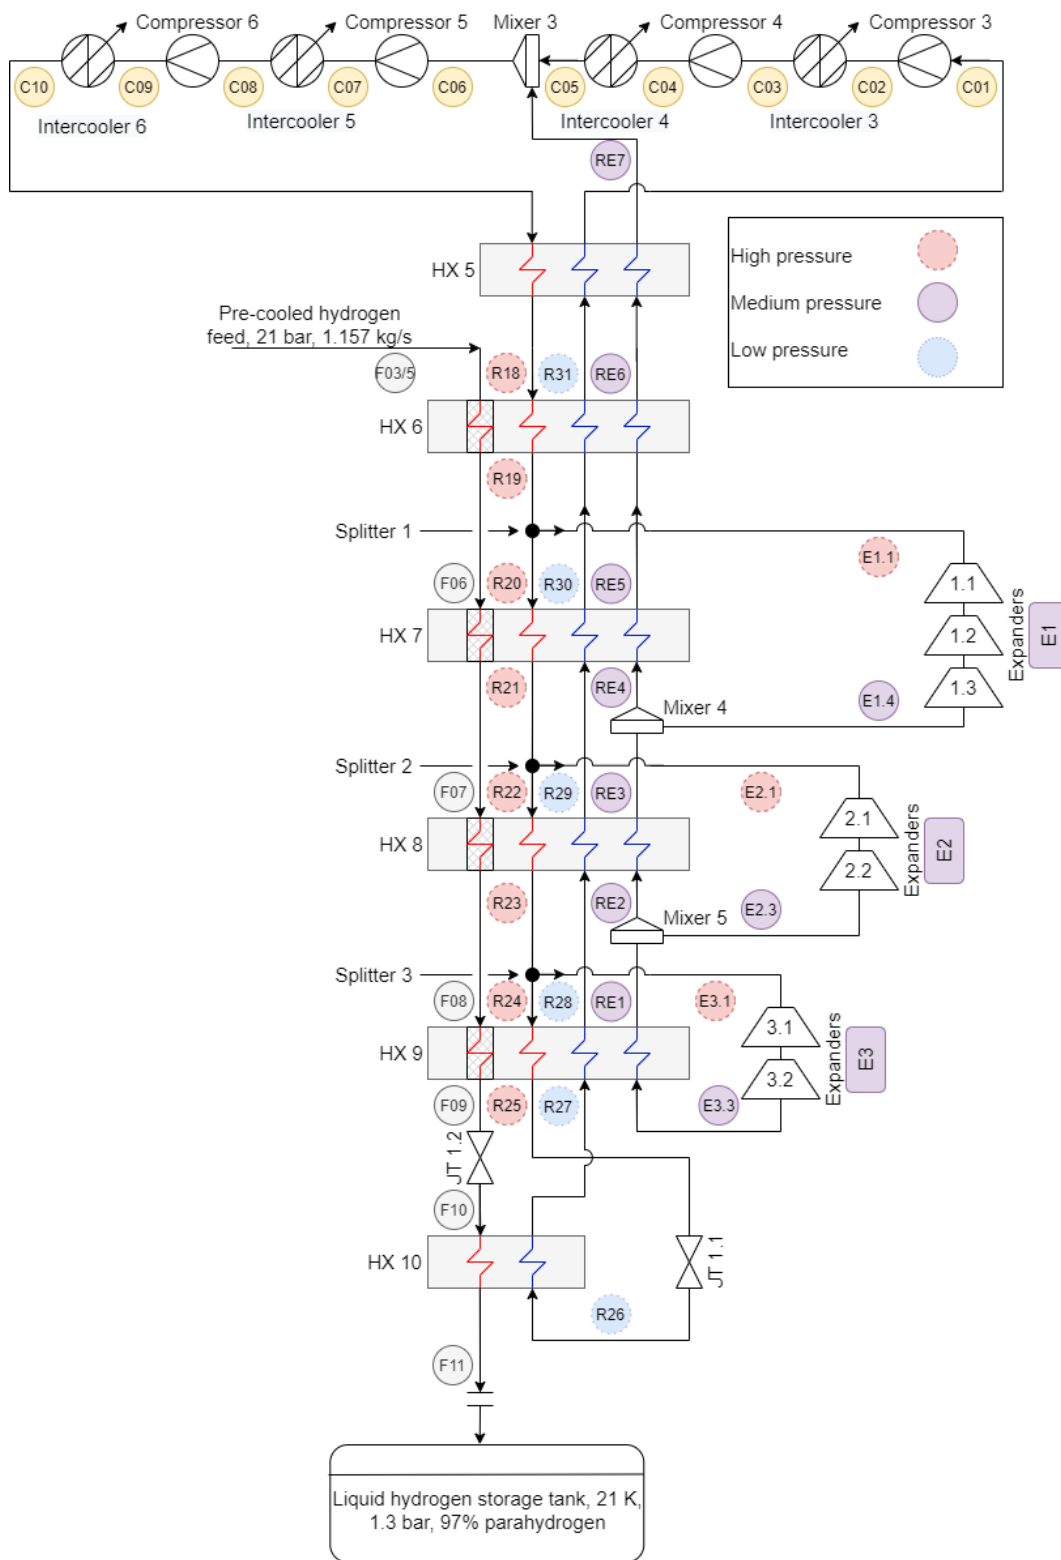 Compressor 6
Compressor 5
Mixer 3
Compressor 4
Compressor 3
C10
C09
C08
C07
C06
C05
C04
C03
C02
C01
Intercooler 6
Intercooler 5
Intercooler 4
Intercooler 3
RE7
HX 5
High pressure
Medium pressure
Low pressure
Pre-cooled hydrogen
feed, 21 bar, 1.157 kg/s
F03/5
R18
R31
RE6
HX 6
R19
Splitter 1
E1.1
F06
R20
R30
RE5
1.1
1.2
1.3
Expanders
E1
HX 7
R21
RE4
Mixer 4
E1.4
Splitter 2
F07
R22
R29
RE3
E2.1
2.1
2.2
Expanders
E2
HX 8
R23
RE2
Mixer 5
E2.3
Splitter 3
F08
R24
R28
RE1
E3.1
3.1
3.2
Expanders
E3
HX 9
F09
R25
R27
E3.3
JT 1.2
F10
HX 10
JT 1.1
R26
F11
Liquid hydrogen storage tank, 21 K,
1.3 bar, 97% parahydrogen